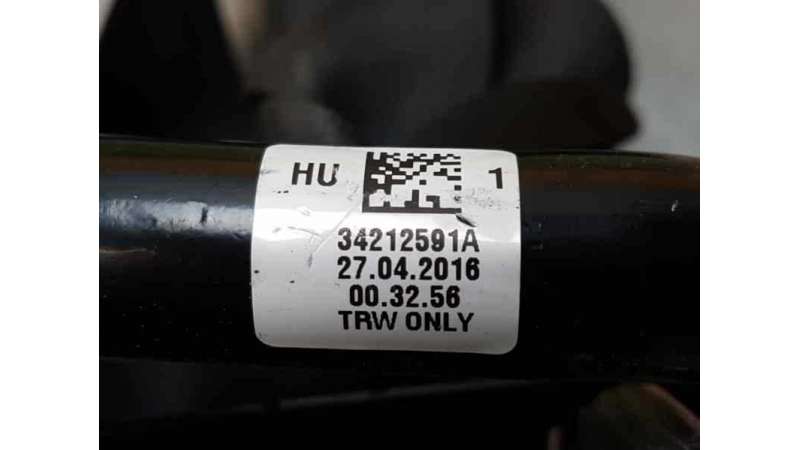 HU 1
34212591A
27.04.2016
00.32.56
TRW ONLY